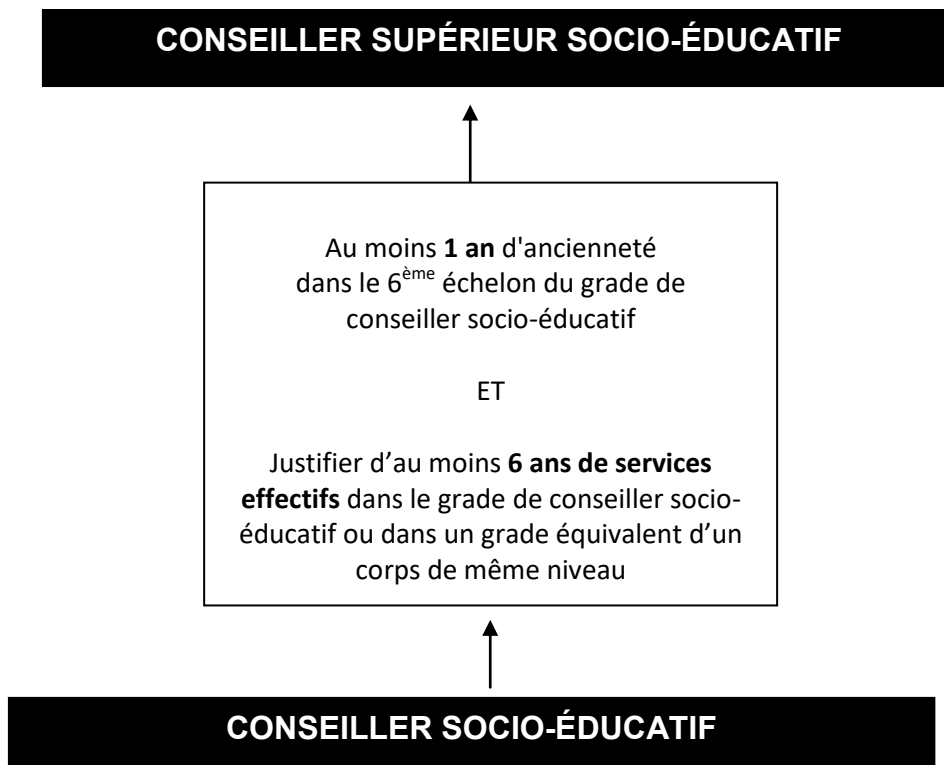 CONSEILLER SUPÉRIEUR SOCIO-ÉDUCATIF
Au moins 1 an d'ancienneté
dans le 6ème échelon du grade de
conseiller socio-éducatif
ET
Justifier d’au moins 6 ans de services
effectifs dans le grade de conseiller socio-
éducatif ou dans un grade équivalent d’un
corps de même niveau
CONSEILLER SOCIO-ÉDUCATIF